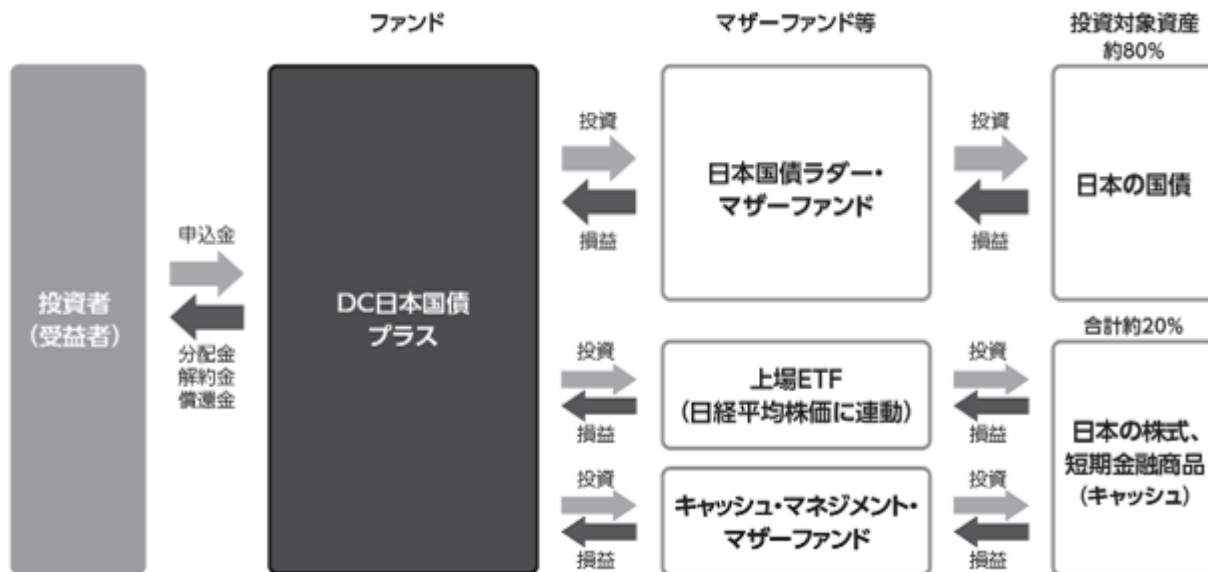 ファンド
マザーファンド等
投資対象資産
約80%
投資者
(受益者)
申込金
分配金
解約金
償還金
DC日本国債
プラス
投資
損益
日本国債ラダー・
マザーファンド
投資
損益
日本の国債
合計約20%
投資
損益
上場ETF
(日経平均株価に連動)
投資
損益
日本の株式、
短期金融商品
(キャッシュ)
投資
損益
キャッシュ・マネジメント・
マザーファンド
投資
損益